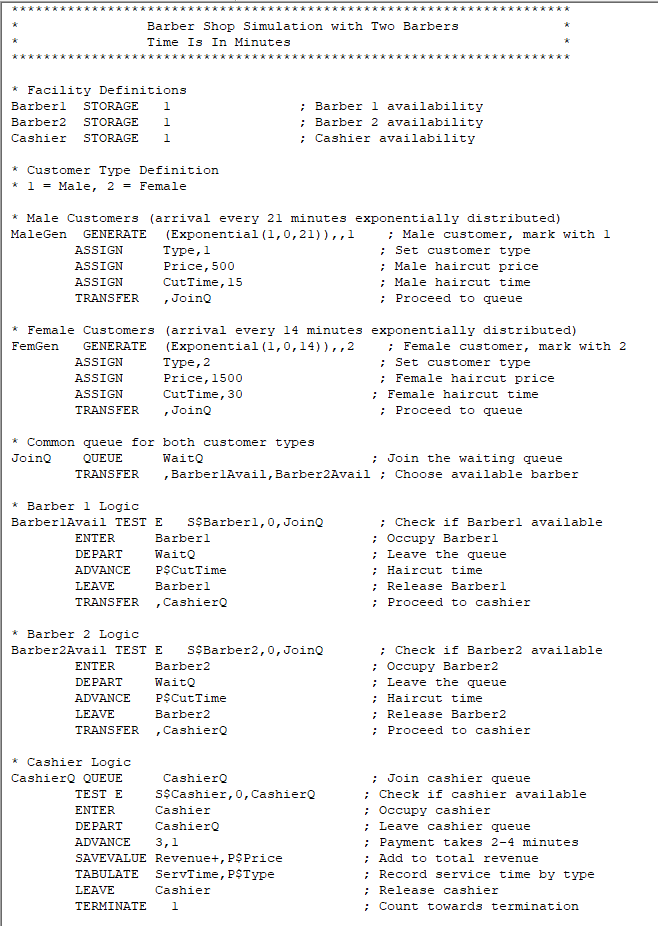 **********************************************************************
* Barber Shop Simulation with Two Barbers *
* Time Is In Minutes *
**********************************************************************
* Facility Definitions
Barber1 STORAGE 1 ; Barber 1 availability
Barber2 STORAGE 1 ; Barber 2 availability
Cashier STORAGE 1 ; Cashier availability
* Customer Type Definition
* 1 = Male, 2 = Female
* Male Customers (arrival every 21 minutes exponentially distributed)
MaleGen GENERATE (Exponential(1,0,21)),,1 ; Male customer, mark with 1
ASSIGN Type,1 ; Set customer type
ASSIGN Price,500 ; Male haircut price
ASSIGN CutTime,15 ; Male haircut time
TRANSFER ,JoinQ ; Proceed to queue
* Female Customers (arrival every 14 minutes exponentially distributed)
FemGen GENERATE (Exponential(1,0,14)),,2 ; Female customer, mark with 2
ASSIGN Type,2 ; Set customer type
ASSIGN Price,1500 ; Female haircut price
ASSIGN CutTime,30 ; Female haircut time
TRANSFER ,JoinQ ; Proceed to queue
* Common queue for both customer types
JoinQ QUEUE WaitQ ; Join the waiting queue
TRANSFER ,Barber1Avail,Barber2Avail ; Choose available barber
* Barber 1 Logic
Barber1Avail TEST E S$Barber1,0,JoinQ ; Check if Barber1 available
ENTER Barber1 ; Occupy Barber1
DEPART WaitQ ; Leave the queue
ADVANCE P$CutTime ; Haircut time
LEAVE Barber1 ; Release Barber1
TRANSFER ,CashierQ ; Proceed to cashier
* Barber 2 Logic
Barber2Avail TEST E S$Barber2,0,JoinQ ; Check if Barber2 available
ENTER Barber2 ; Occupy Barber2
DEPART WaitQ ; Leave the queue
ADVANCE P$CutTime ; Haircut time
LEAVE Barber2 ; Release Barber2
TRANSFER ,CashierQ ; Proceed to cashier
* Cashier Logic
CashierQ QUEUE CashierQ ; Join cashier queue
TEST E S$Cashier,0,CashierQ ; Check if cashier available
ENTER Cashier ; Occupy cashier
DEPART CashierQ ; Leave cashier queue
ADVANCE 3,1 ; Payment takes 2-4 minutes
SAVEVALUE Revenue+,P$Price ; Add to total revenue
TABULATE ServTime,P$Type ; Record service time by type
LEAVE Cashier ; Release cashier
TERMINATE 1 ; Count towards termination